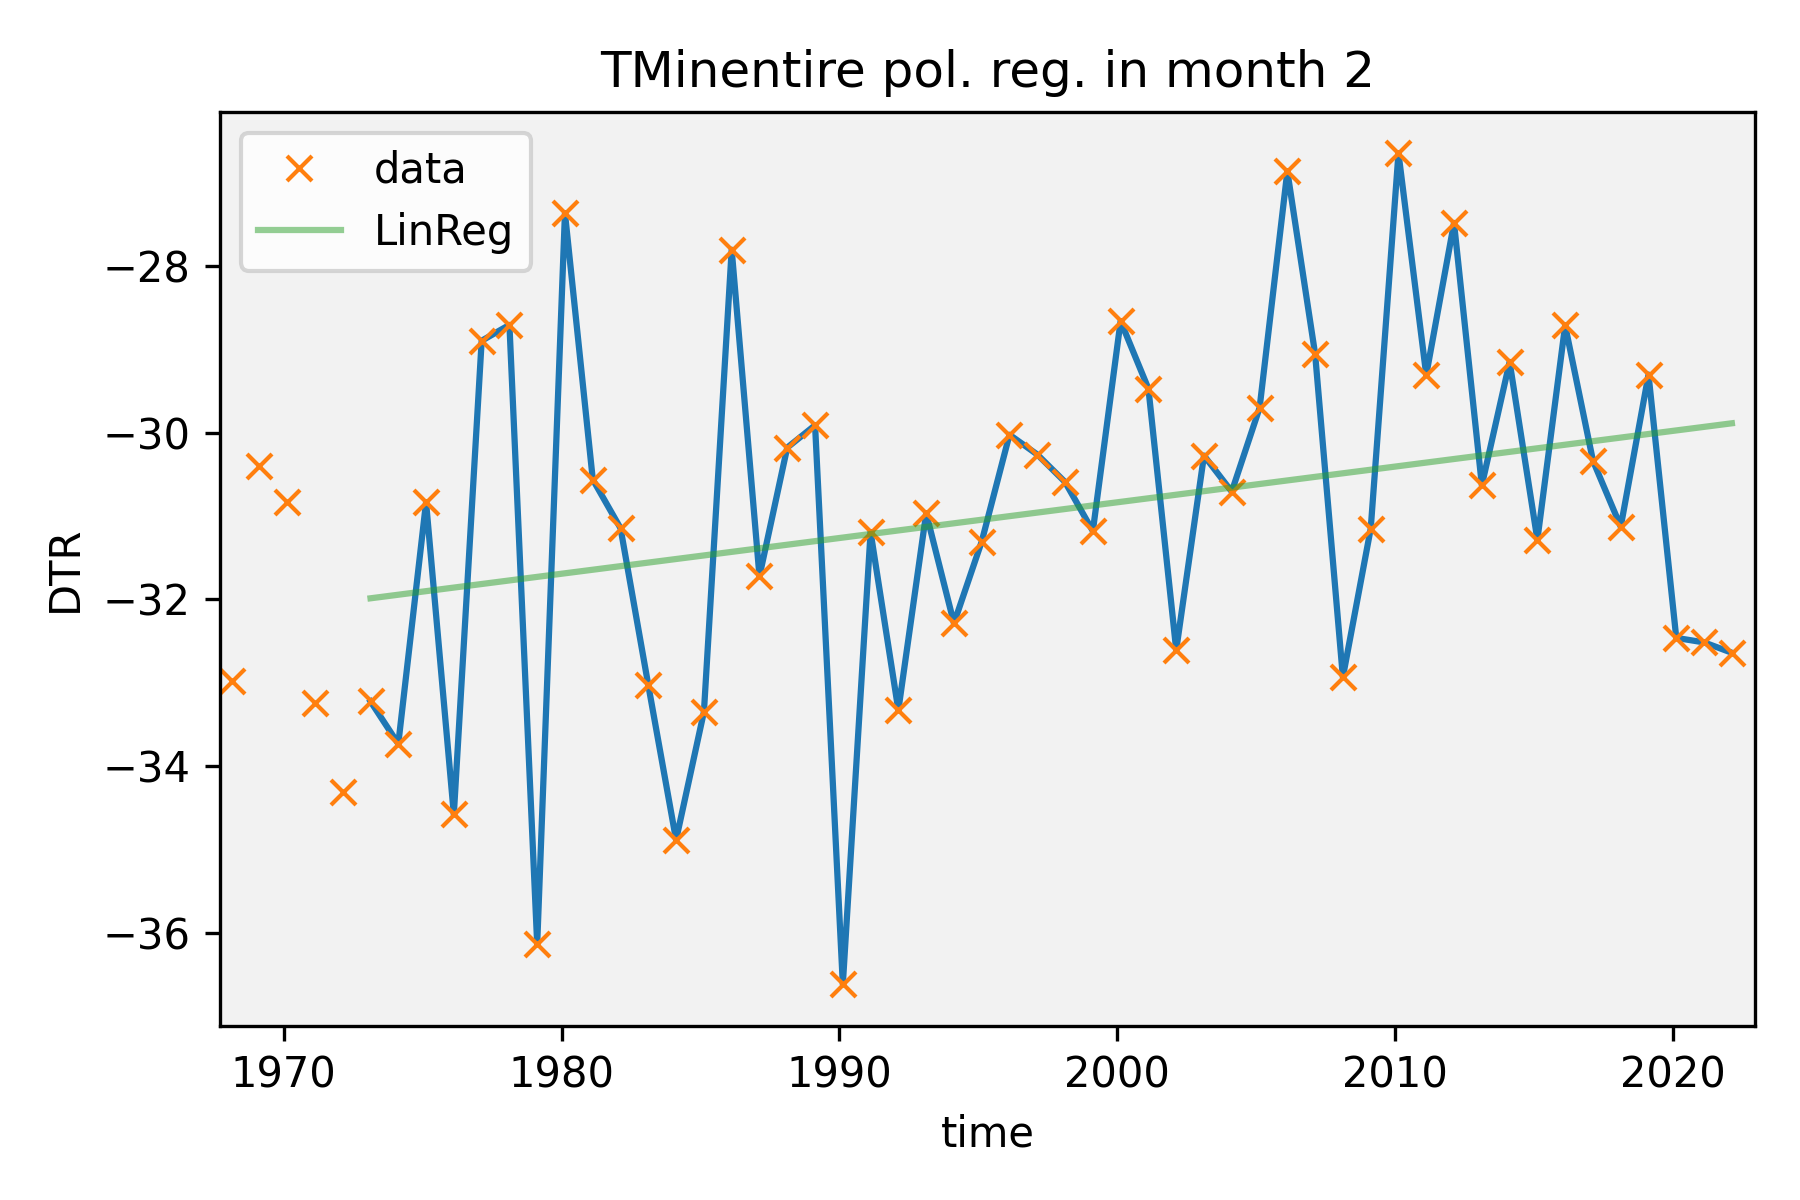 TMinentire pol. reg. in month 2
data
LinReg
−28
−30
−32
−34
−36
DTR
1970 1980 1990 2000 2010 2020
time